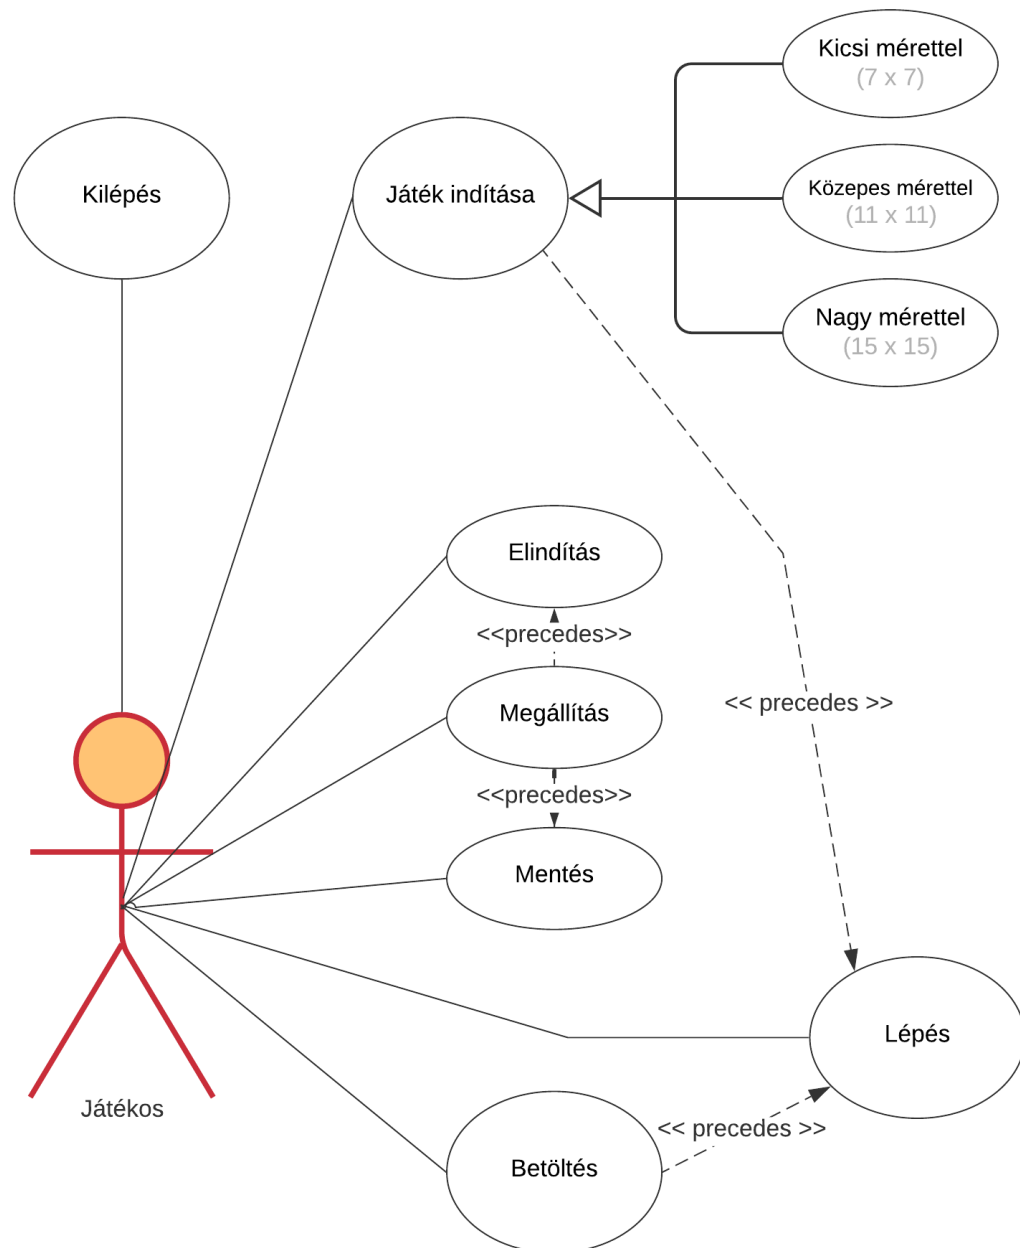 Kicsi mérettel
(7 x 7)
Kilépés
Játék indítása
Közepes mérettel
(11 x 11)
Nagy mérettel
(15 x 15)
Elindítás
<<precedes>>
Megállítás
<< precedes >>
<<precedes>>
Mentés
Lépés
Játékos
<< precedes >>
Betöltés